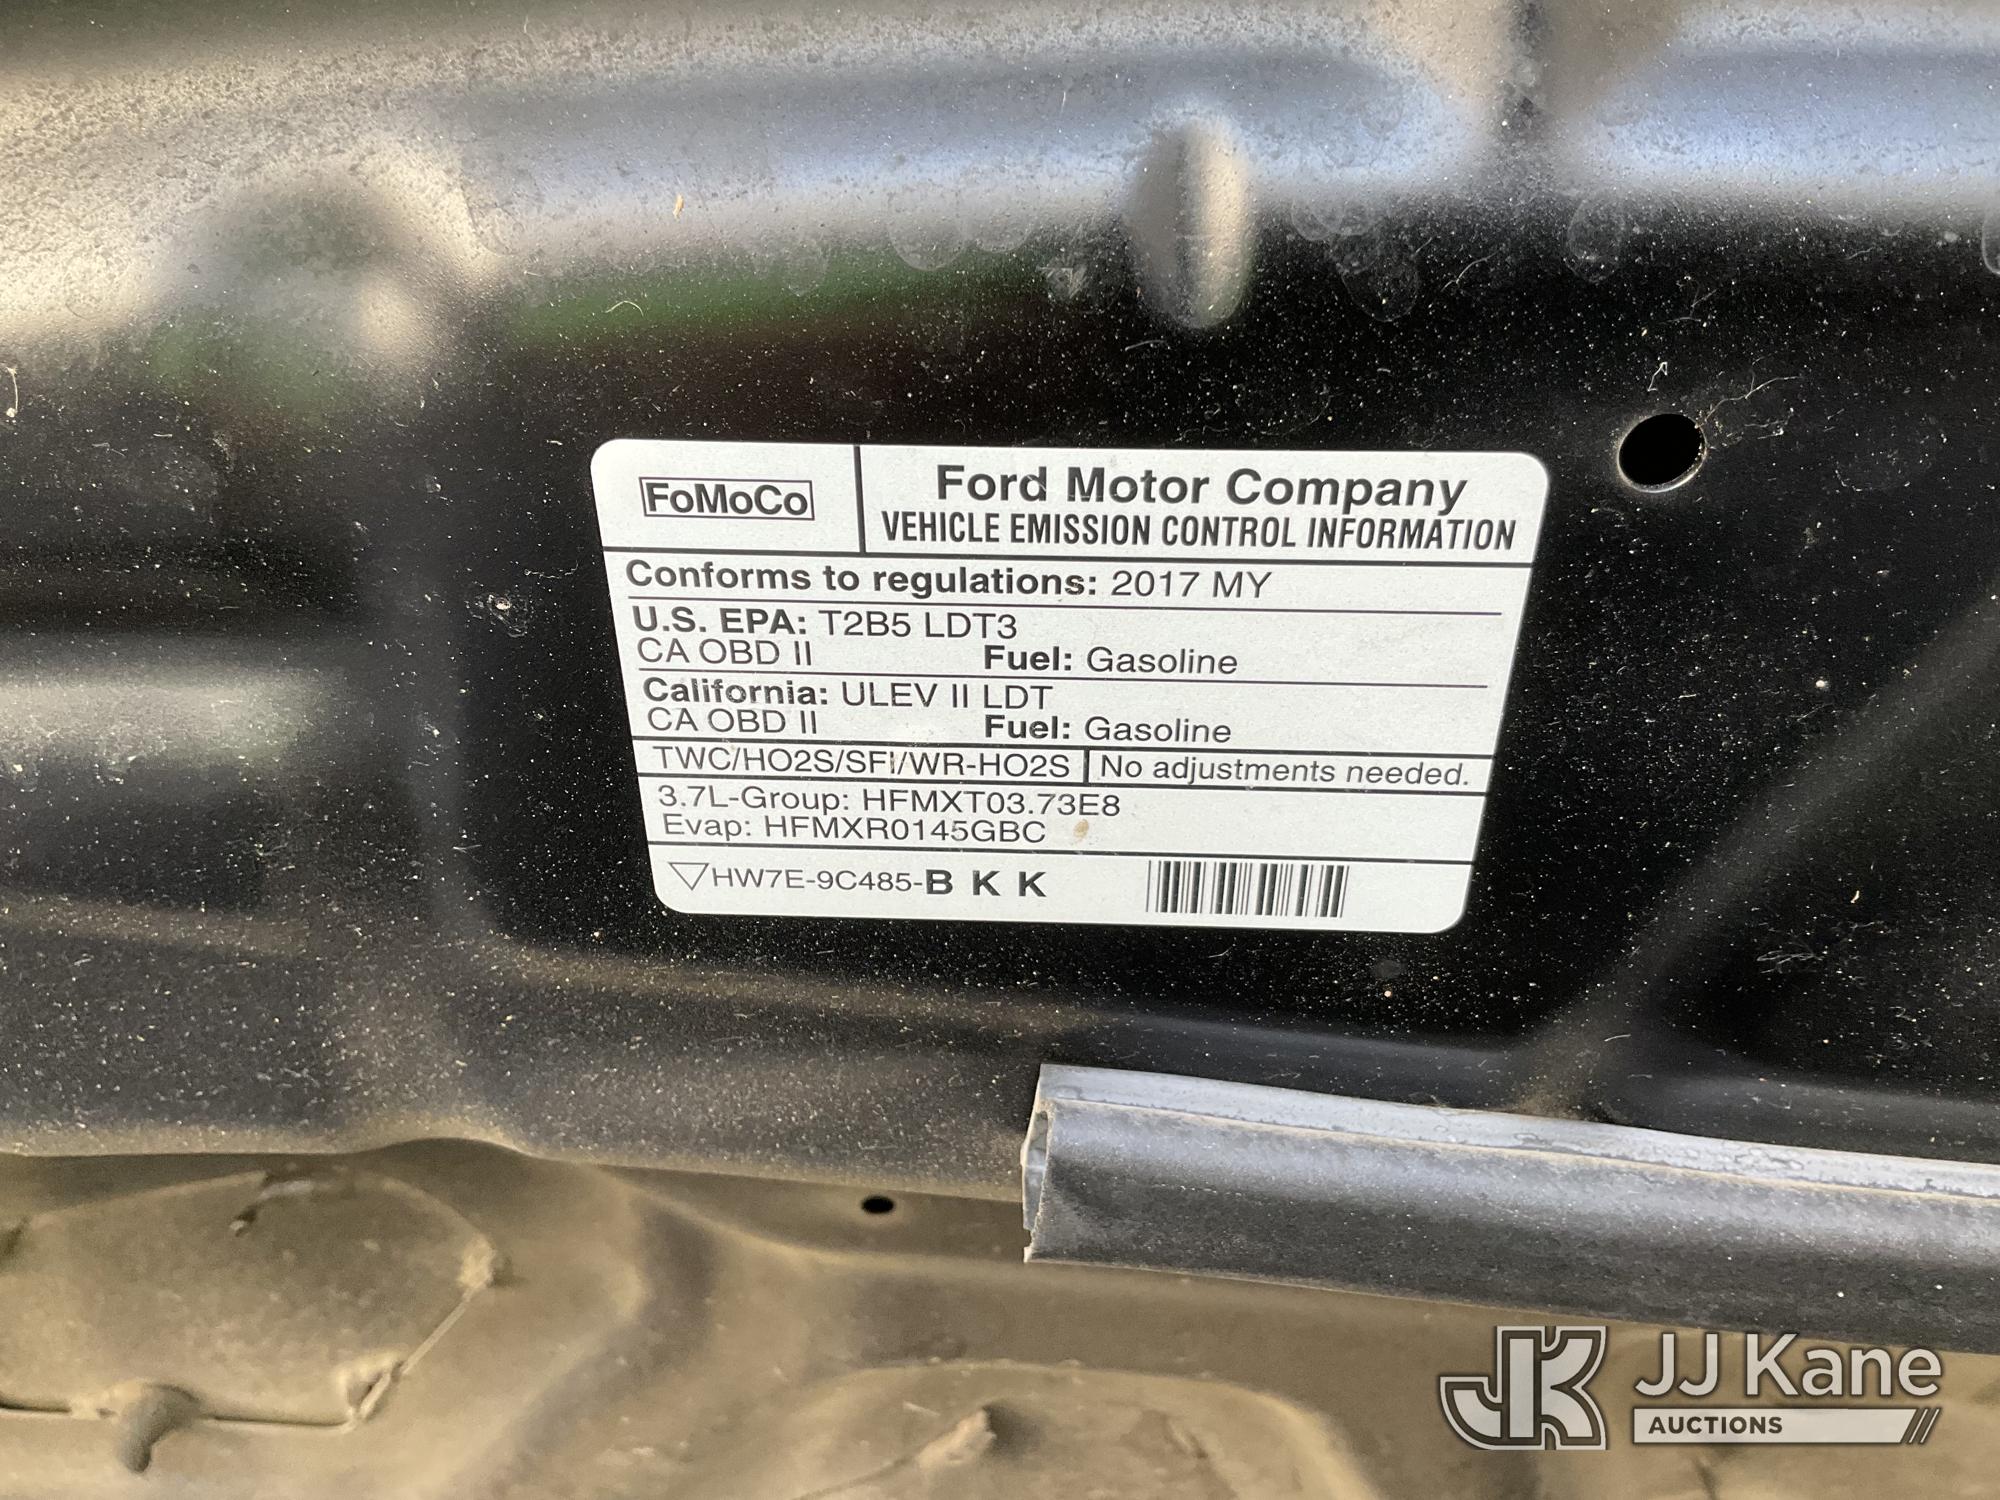 FoMoCo
Ford Motor Company
VEHICLE EMISSION CONTROL INFORMATION
Conforms to regulations: 2017 MY
U.S. EPA: T2B5 LDT3
CA OBD II Fuel: Gasoline
California: ULEV II LDT
CA OBD II Fuel: Gasoline
TWC/HO2S/SFI/WR-HO2S No adjustments needed.
3.7L-Group: HFMXT03.73E8
Evap: HFMXR0145GBC
HW7E-9C485-B K K
JK JJ Kane
AUCTIONS